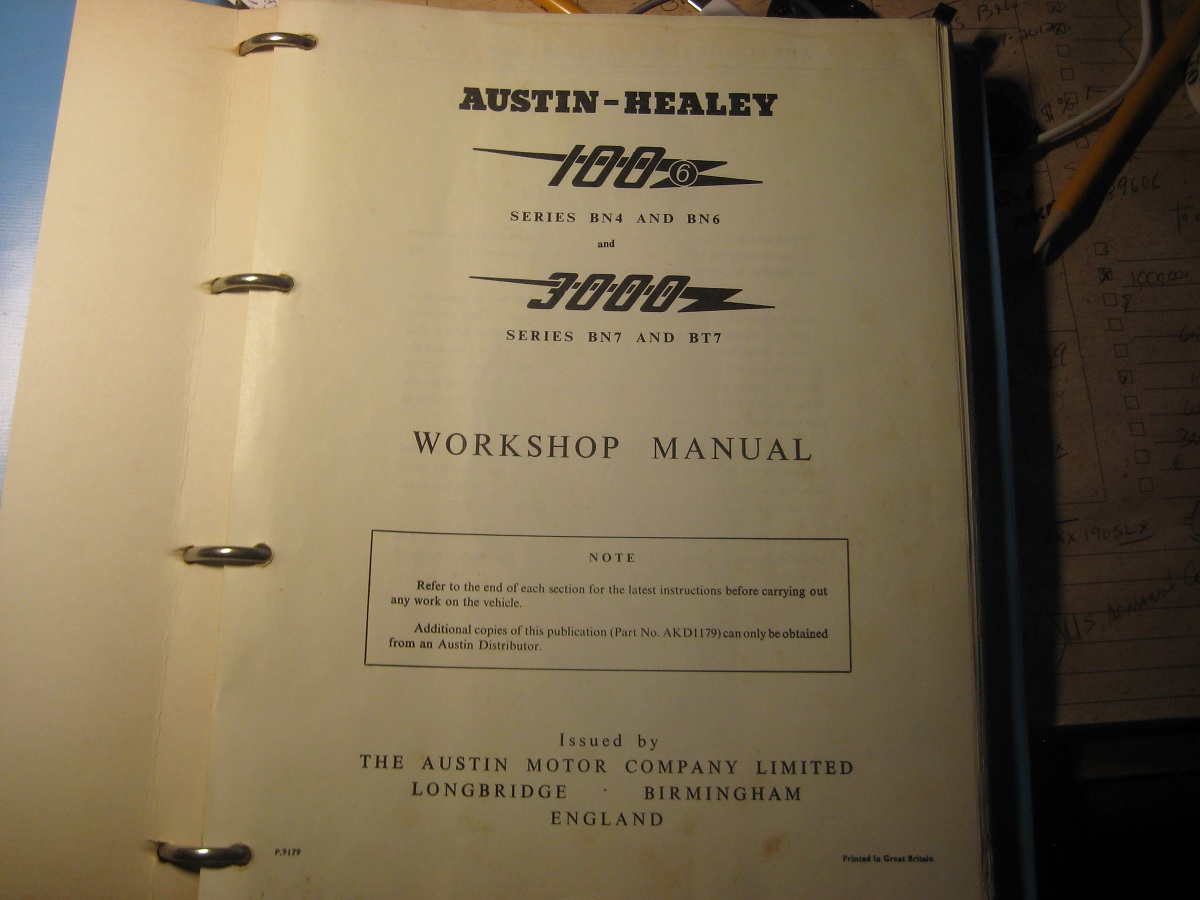 AUSTIN-HEALEY
100 6
SERIES BN4 AND BN6
and
3000
SERIES BN7 AND BT7
WORKSHOP MANUAL
NOTE
Refer to the end of each section for the latest instructions before carrying out
any work on the vehicle.
Additional copies of this publication (Part No. AKD1179) can only be obtained
from an Austin Distributor.
Issued by
THE AUSTIN MOTOR COMPANY LIMITED
LONGBRIDGE · BIRMINGHAM
ENGLAND
P.9179
Printed in Great Britain
190SLX